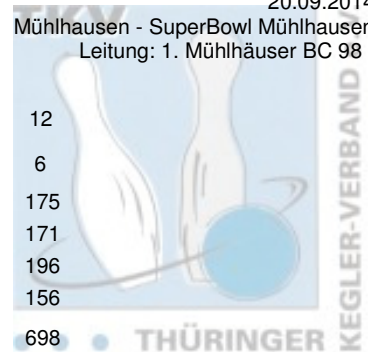 TKV
20.09.2014
Mühlhausen - SuperBowl Mühlhausen
Leitung: 1. Mühlhäuser BC 98
12
6
175
171
196
156
698
THÜRINGER
KEGLER-VERBAND